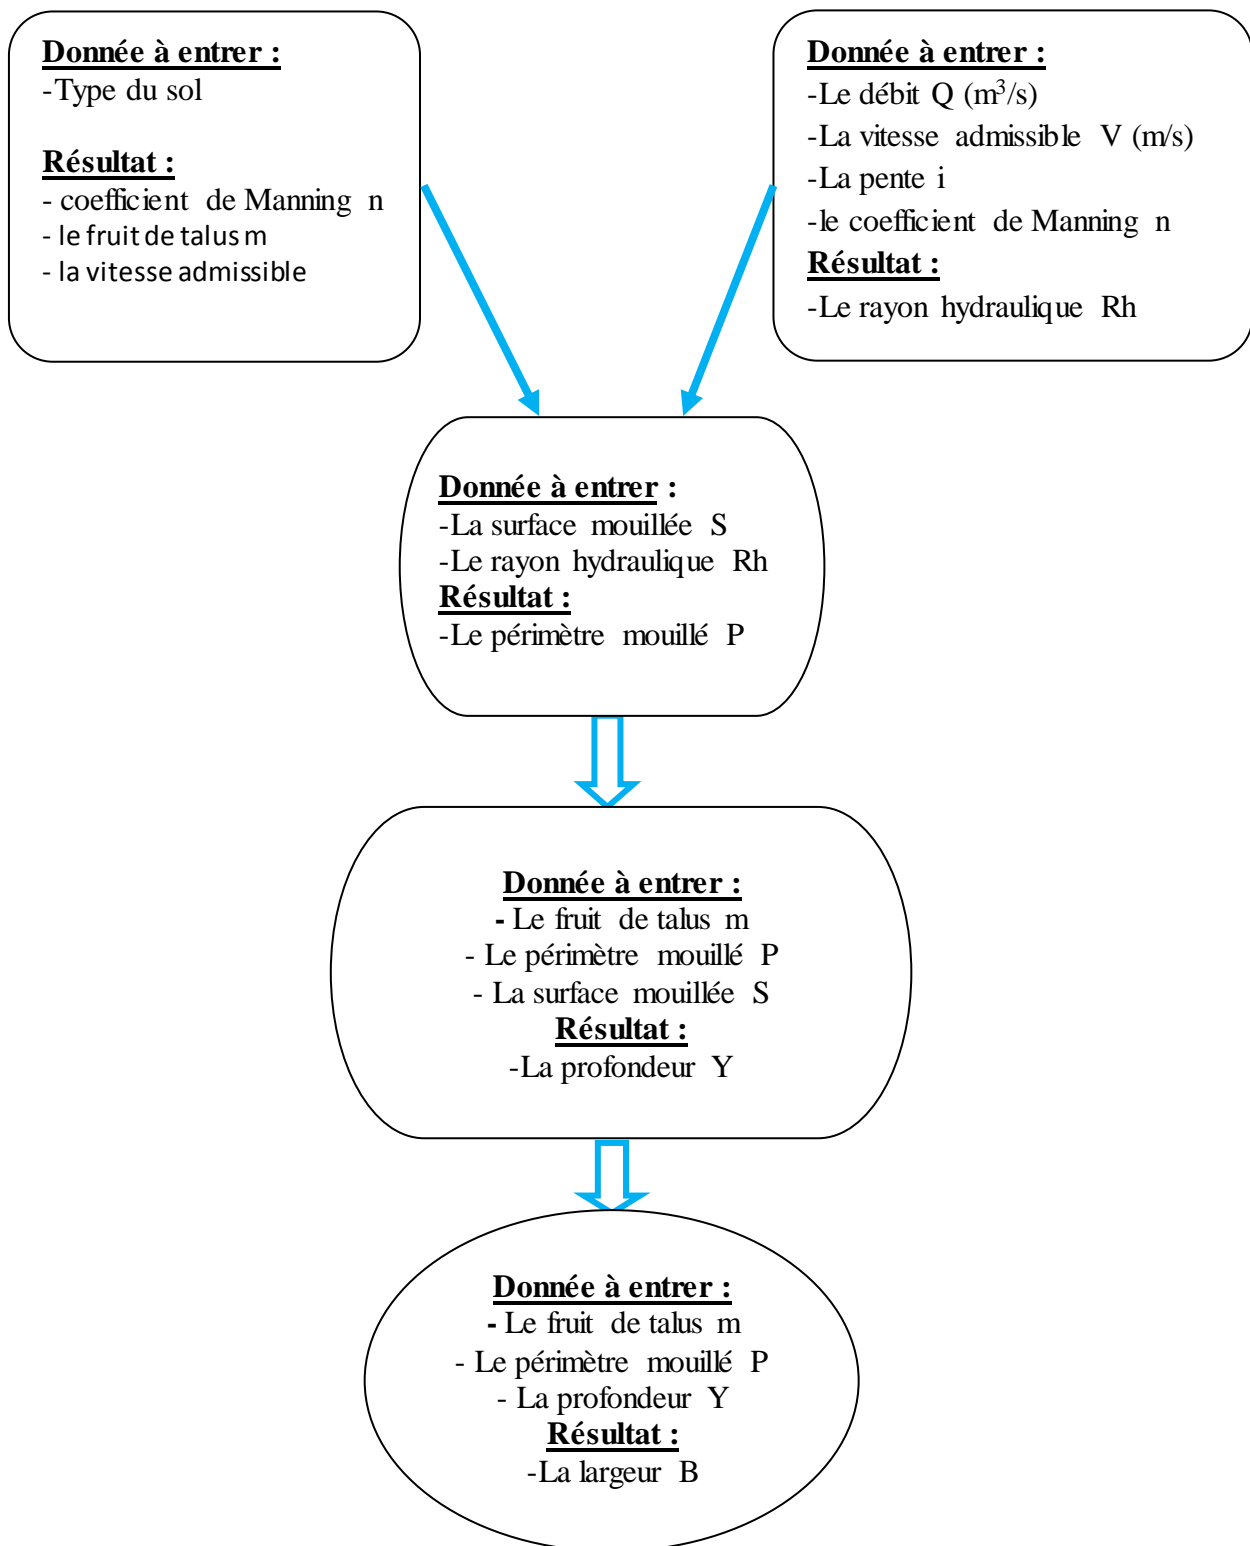 Donnée à entrer :
-Type du sol
Résultat :
- coefficient de Manning n
- le fruit de talus m
- la vitesse admissible
Donnée à entrer :
-Le débit Q (m³/s)
-La vitesse admissible V (m/s)
-La pente i
-le coefficient de Manning n
Résultat :
-Le rayon hydraulique Rh
Donnée à entrer :
-La surface mouillée S
-Le rayon hydraulique Rh
Résultat :
-Le périmètre mouillé P
Donnée à entrer :
- Le fruit de talus m
- Le périmètre mouillé P
- La surface mouillée S
Résultat :
-La profondeur Y
Donnée à entrer :
- Le fruit de talus m
- Le périmètre mouillé P
- La profondeur Y
Résultat :
-La largeur B